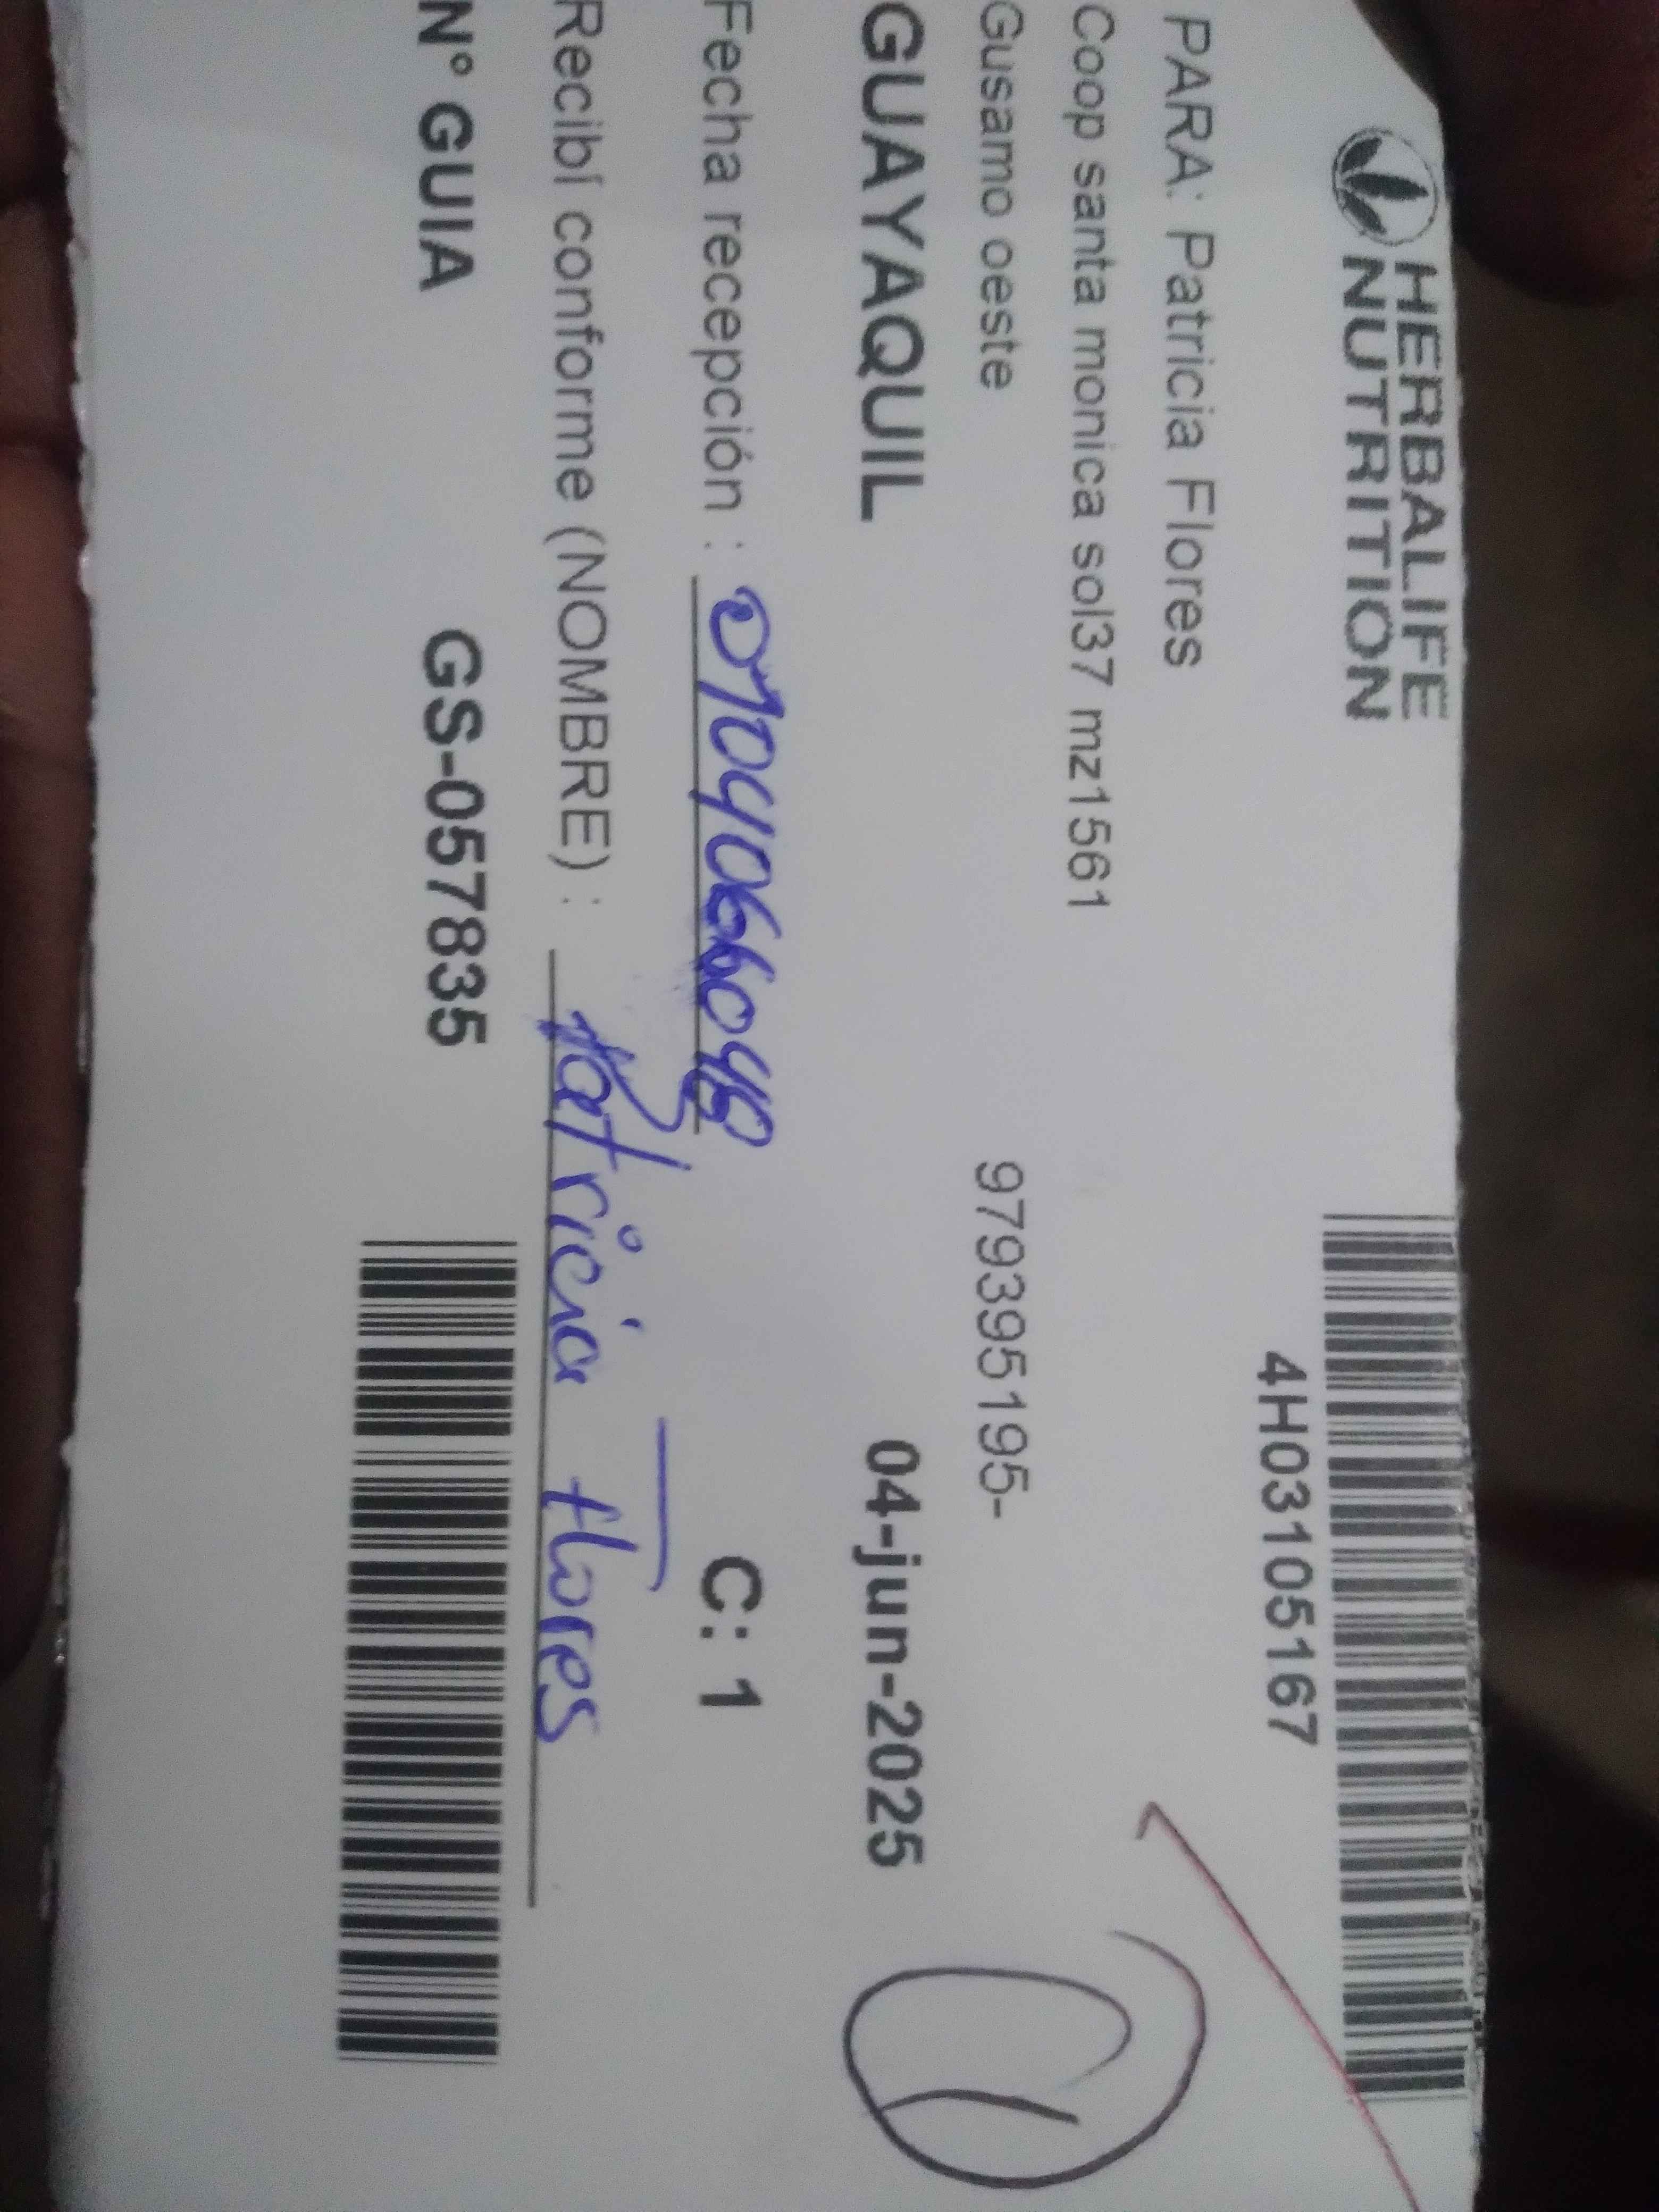 HERBALIFE
NUTRITION
4H03105167
PARA: Patricia Flores
Coop santa monica sol37 mz1561
Gusamo oeste 979395195-
GUAYAQUIL 04-jun-2025
Fecha recepción : C: 1
Recibí conforme (NOMBRE) : Patricia flores
N° GUIA GS-057835